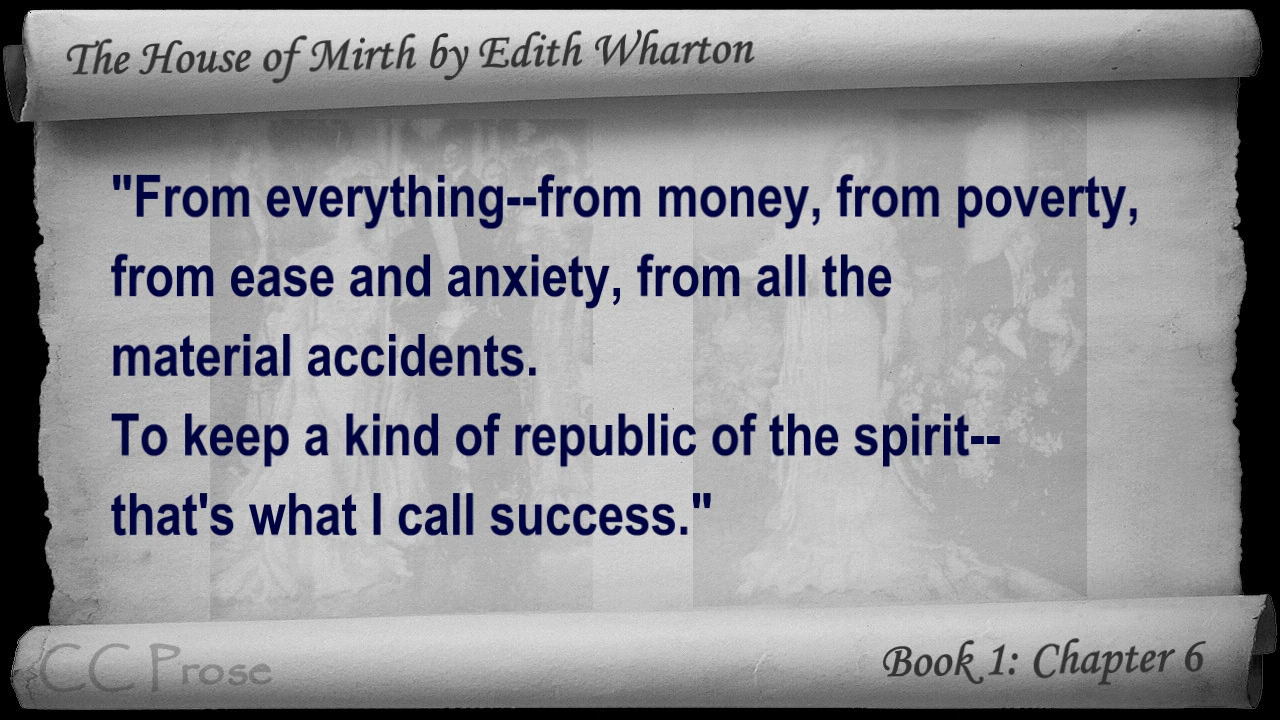 The House of Mirth by Edith Wharton
"From everything--from money, from poverty,
from ease and anxiety, from all the
material accidents.
To keep a kind of republic of the spirit--
that's what I call success."
CC Prose
Book 1: Chapter 6